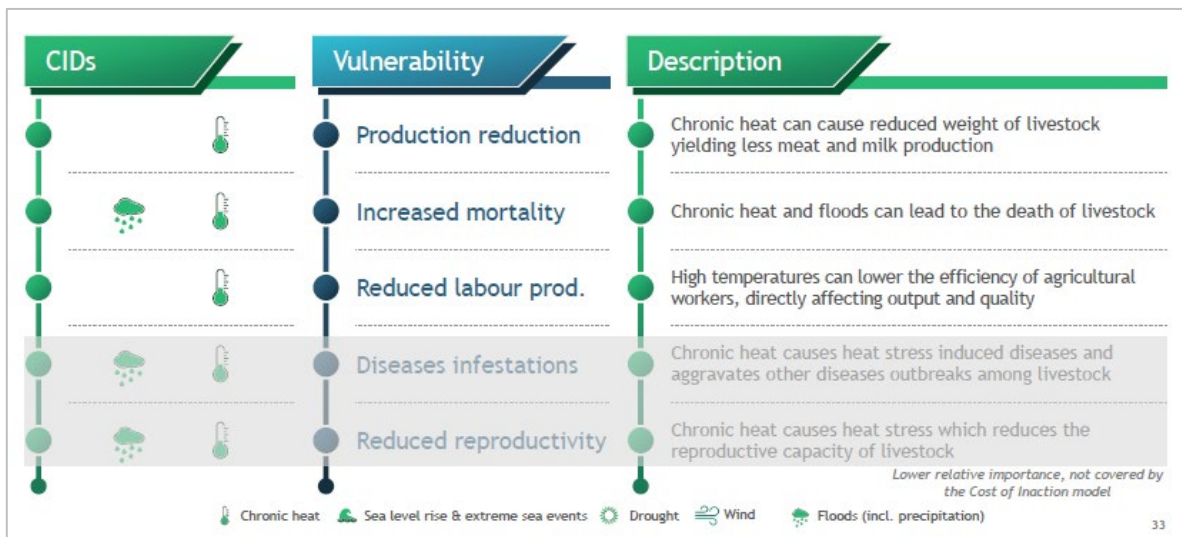 CIDs
Vulnerability
Description
Production reduction
Chronic heat can cause reduced weight of livestock
yielding less meat and milk production
Increased mortality
Chronic heat and floods can lead to the death of livestock
Reduced labour prod.
High temperatures can lower the efficiency of agricultural
workers, directly affecting output and quality
Diseases infestations
Chronic heat causes heat stress induced diseases and
aggravates other diseases outbreaks among livestock
Reduced reproductivity
Chronic heat causes heat stress which reduces the
reproductive capacity of livestock
Lower relative importance, not covered by
the Cost of Inaction model
Chronic heat Sea level rise & extreme sea events Drought Wind Floods (incl. precipitation)
33